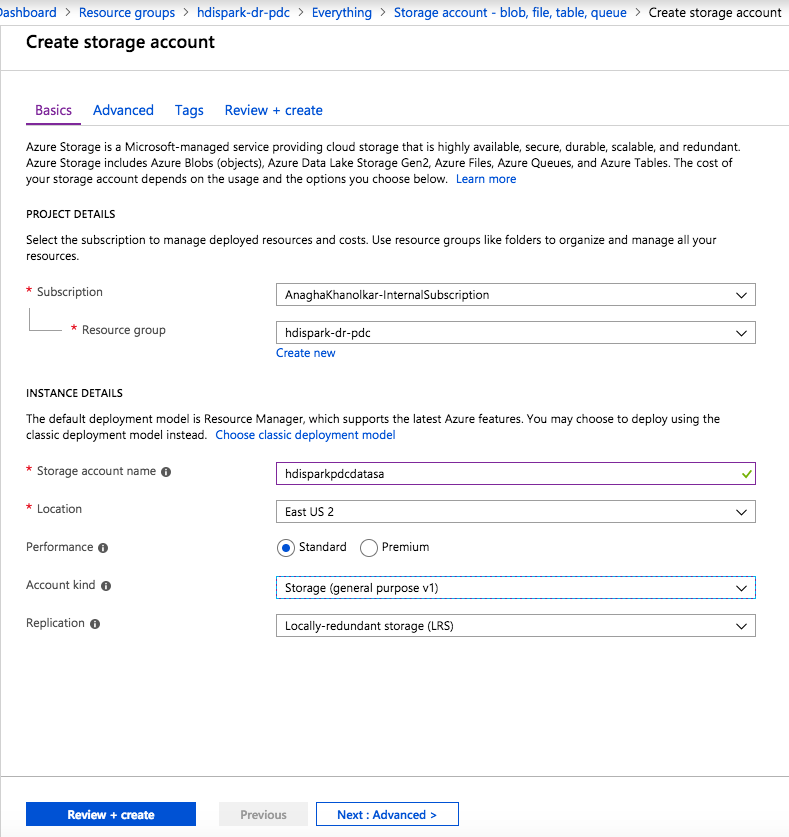 Dashboard > Resource groups > hdispark-dr-pdc > Everything > Storage account - blob, file, table, queue > Create storage account
Create storage account
Basics Advanced Tags Review + create
Azure Storage is a Microsoft-managed service providing cloud storage that is highly available, secure, durable, scalable, and redundant.
Azure Storage includes Azure Blobs (objects), Azure Data Lake Storage Gen2, Azure Files, Azure Queues, and Azure Tables. The cost of
your storage account depends on the usage and the options you choose below. Learn more
PROJECT DETAILS
Select the subscription to manage deployed resources and costs. Use resource groups like folders to organize and manage all your
resources.
* Subscription AnaghaKhanolkar-InternalSubscription
* Resource group hdispark-dr-pdc
Create new
INSTANCE DETAILS
The default deployment model is Resource Manager, which supports the latest Azure features. You may choose to deploy using the
classic deployment model instead. Choose classic deployment model
* Storage account name hdisparkpdcdatasa
* Location East US 2
Performance Standard Premium
Account kind Storage (general purpose v1)
Replication Locally-redundant storage (LRS)
Review + create Previous Next : Advanced >